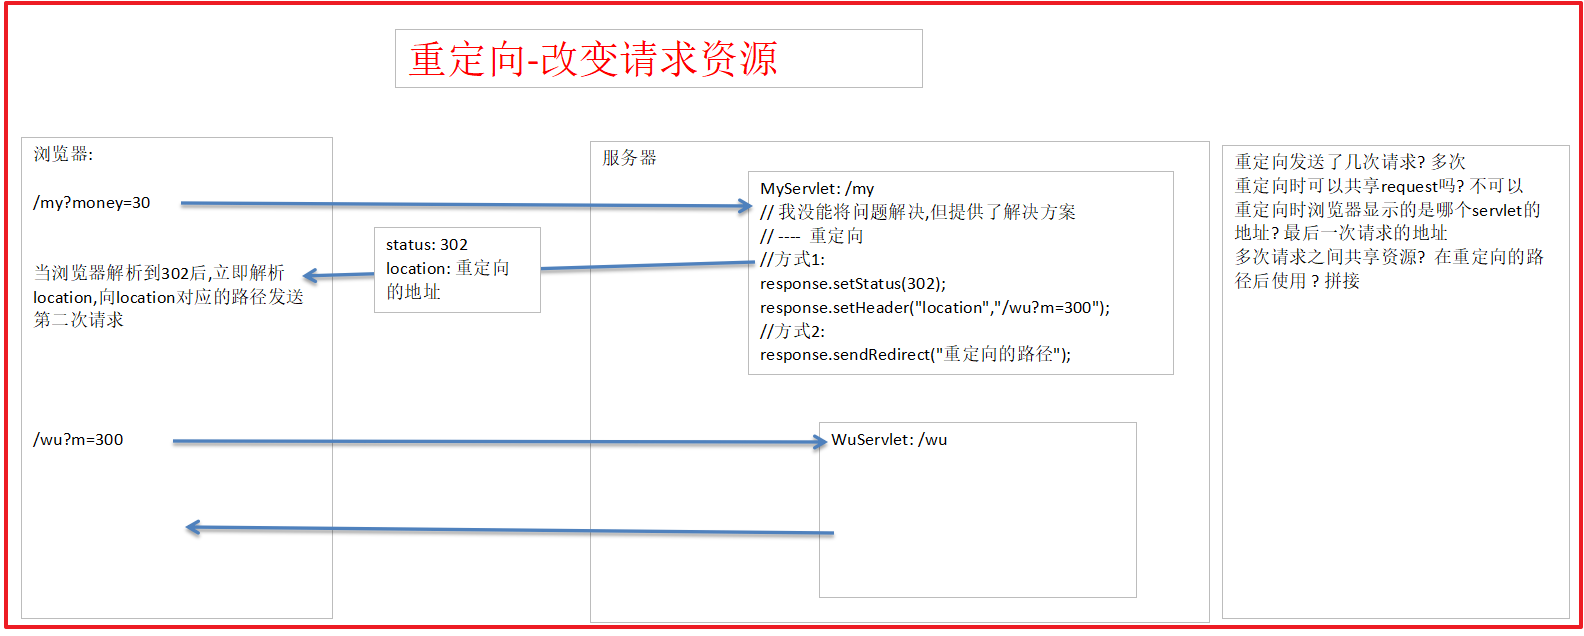 重定向-改变请求资源
浏览器:
/my?money=30
当浏览器解析到302后,立即解析
location,向location对应的路径发送
第二次请求
/wu?m=300
status: 302
location: 重定向
的地址
服务器
MyServlet: /my
// 我没能将问题解决,但提供了解决方案
// ---- 重定向
//方式1:
response.setStatus(302);
response.setHeader("location","/wu?m=300");
//方式2:
response.sendRedirect("重定向的路径");
WuServlet: /wu
重定向发送了几次请求? 多次
重定向时可以共享request吗? 不可以
重定向时浏览器显示的是哪个servlet的
地址? 最后一次请求的地址
多次请求之间共享资源? 在重定向的路
径后使用 ? 拼接